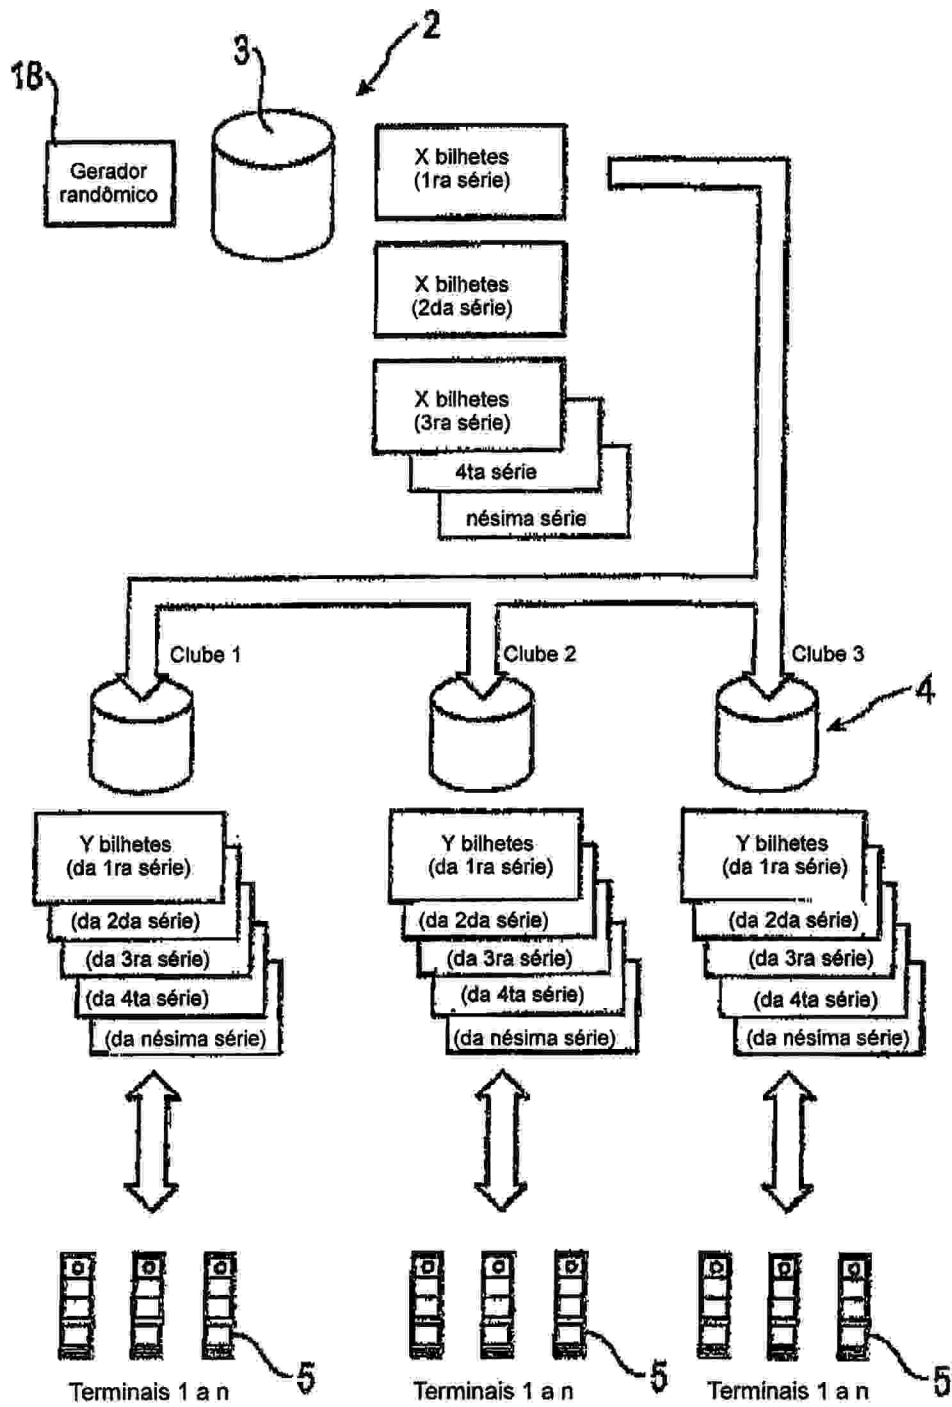 2
3
18
Gerador
randômico
X bilhetes
(1ra série)
X bilhetes
(2da série)
X bilhetes
(3ra série)
4ta série
nésima série
Clube 1
Clube 2
Clube 3
4
Y bilhetes
(da 1ra série)
(da 2da série)
(da 3ra série)
(da 4ta série)
(da nésima série)
Y bilhetes
(da 1ra série)
(da 2da série)
(da 3ra série)
(da 4ta série)
(da nésima série)
Y bilhetes
(da 1ra série)
(da 2da série)
(da 3ra série)
(da 4ta série)
(da nésima série)
5
5
5
Terminais 1 a n
Terminais 1 a n
Terminais 1 a n